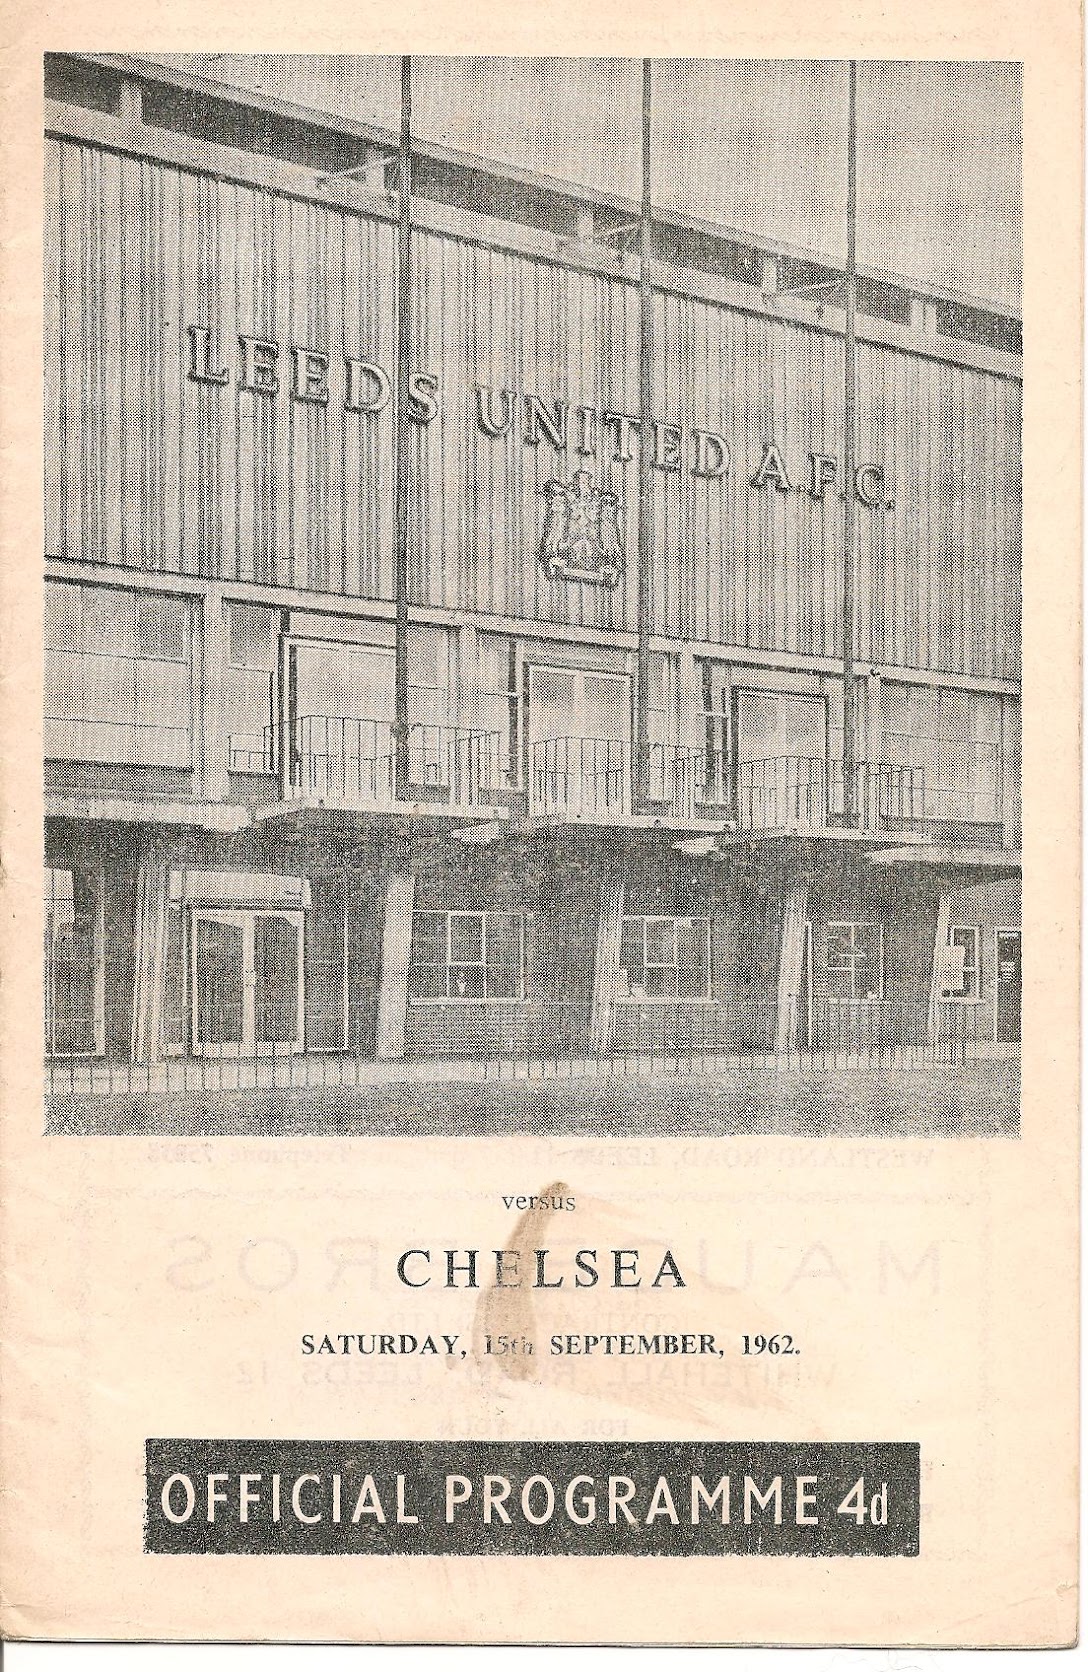 LEEDS UNITED A.F.C.
versus
CHELSEA
SATURDAY, 15th SEPTEMBER, 1962.
OFFICIAL PROGRAMME 4d